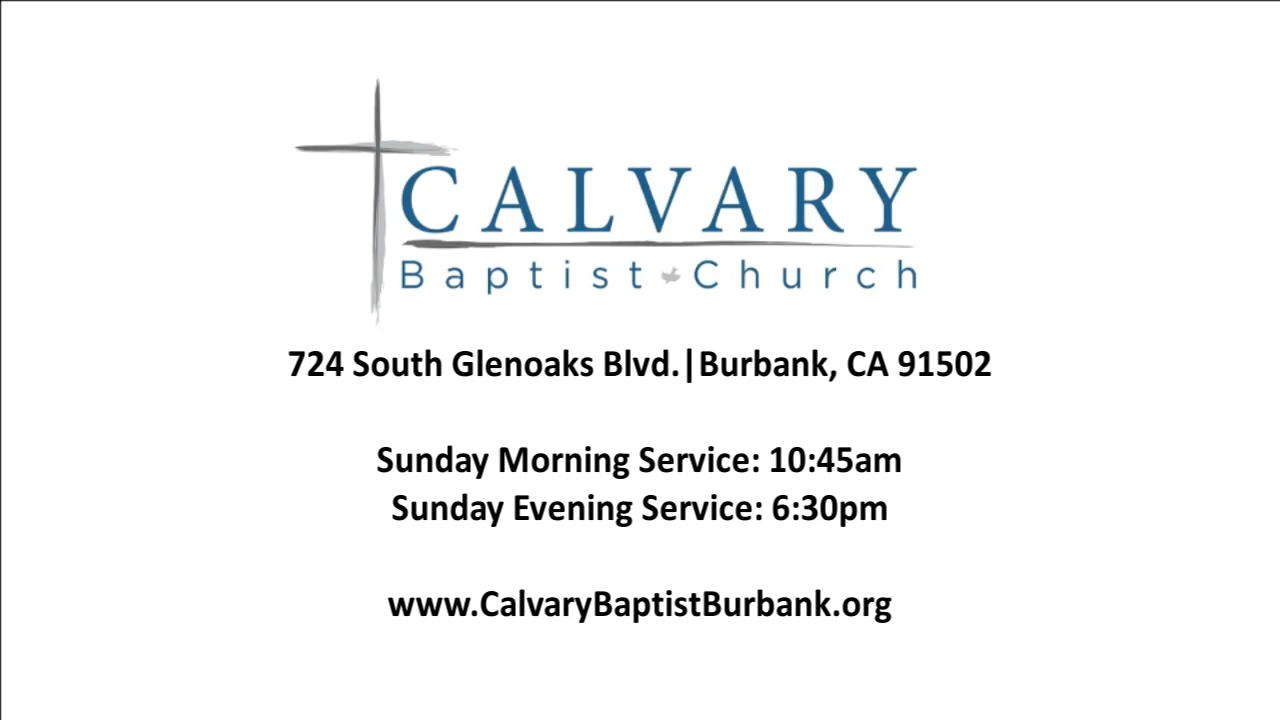 CALVARY
Baptist Church
724 South Glenoaks Blvd.|Burbank, CA 91502
Sunday Morning Service: 10:45am
Sunday Evening Service: 6:30pm
www.CalvaryBaptistBurbank.org